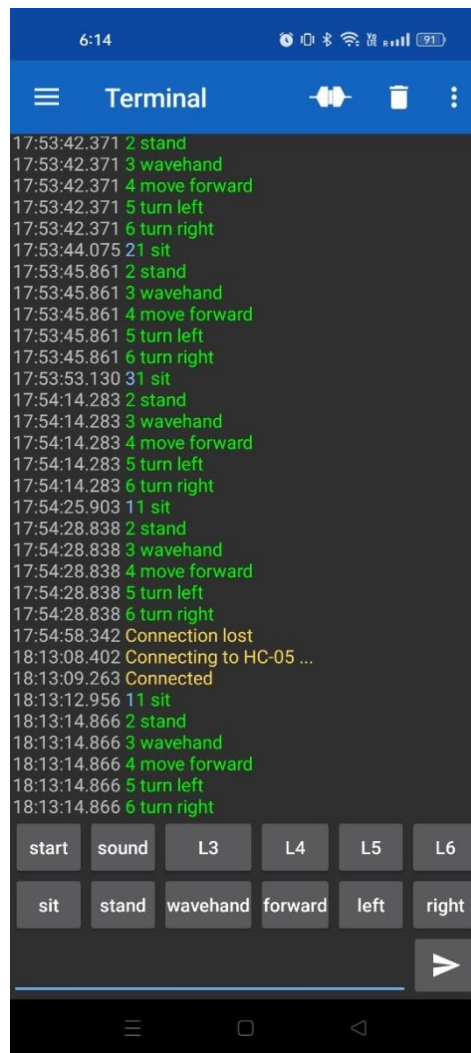 6:14
91
Terminal
17:53:42.371 2 stand
17:53:42.371 3 wavehand
17:53:42.371 4 move forward
17:53:42.371 5 turn left
17:53:42.371 6 turn right
17:53:44.075 21 sit
17:53:45.861 2 stand
17:53:45.861 3 wavehand
17:53:45.861 4 move forward
17:53:45.861 5 turn left
17:53:45.861 6 turn right
17:53:53.130 31 sit
17:54:14.283 2 stand
17:54:14.283 3 wavehand
17:54:14.283 4 move forward
17:54:14.283 5 turn left
17:54:14.283 6 turn right
17:54:25.903 11 sit
17:54:28.838 2 stand
17:54:28.838 3 wavehand
17:54:28.838 4 move forward
17:54:28.838 5 turn left
17:54:28.838 6 turn right
17:54:58.342 Connection lost
18:13:08.402 Connecting to HC-05 ...
18:13:09.263 Connected
18:13:12.956 11 sit
18:13:14.866 2 stand
18:13:14.866 3 wavehand
18:13:14.866 4 move forward
18:13:14.866 5 turn left
18:13:14.866 6 turn right
start sound L3 L4 L5 L6
sit stand wavehand forward left right